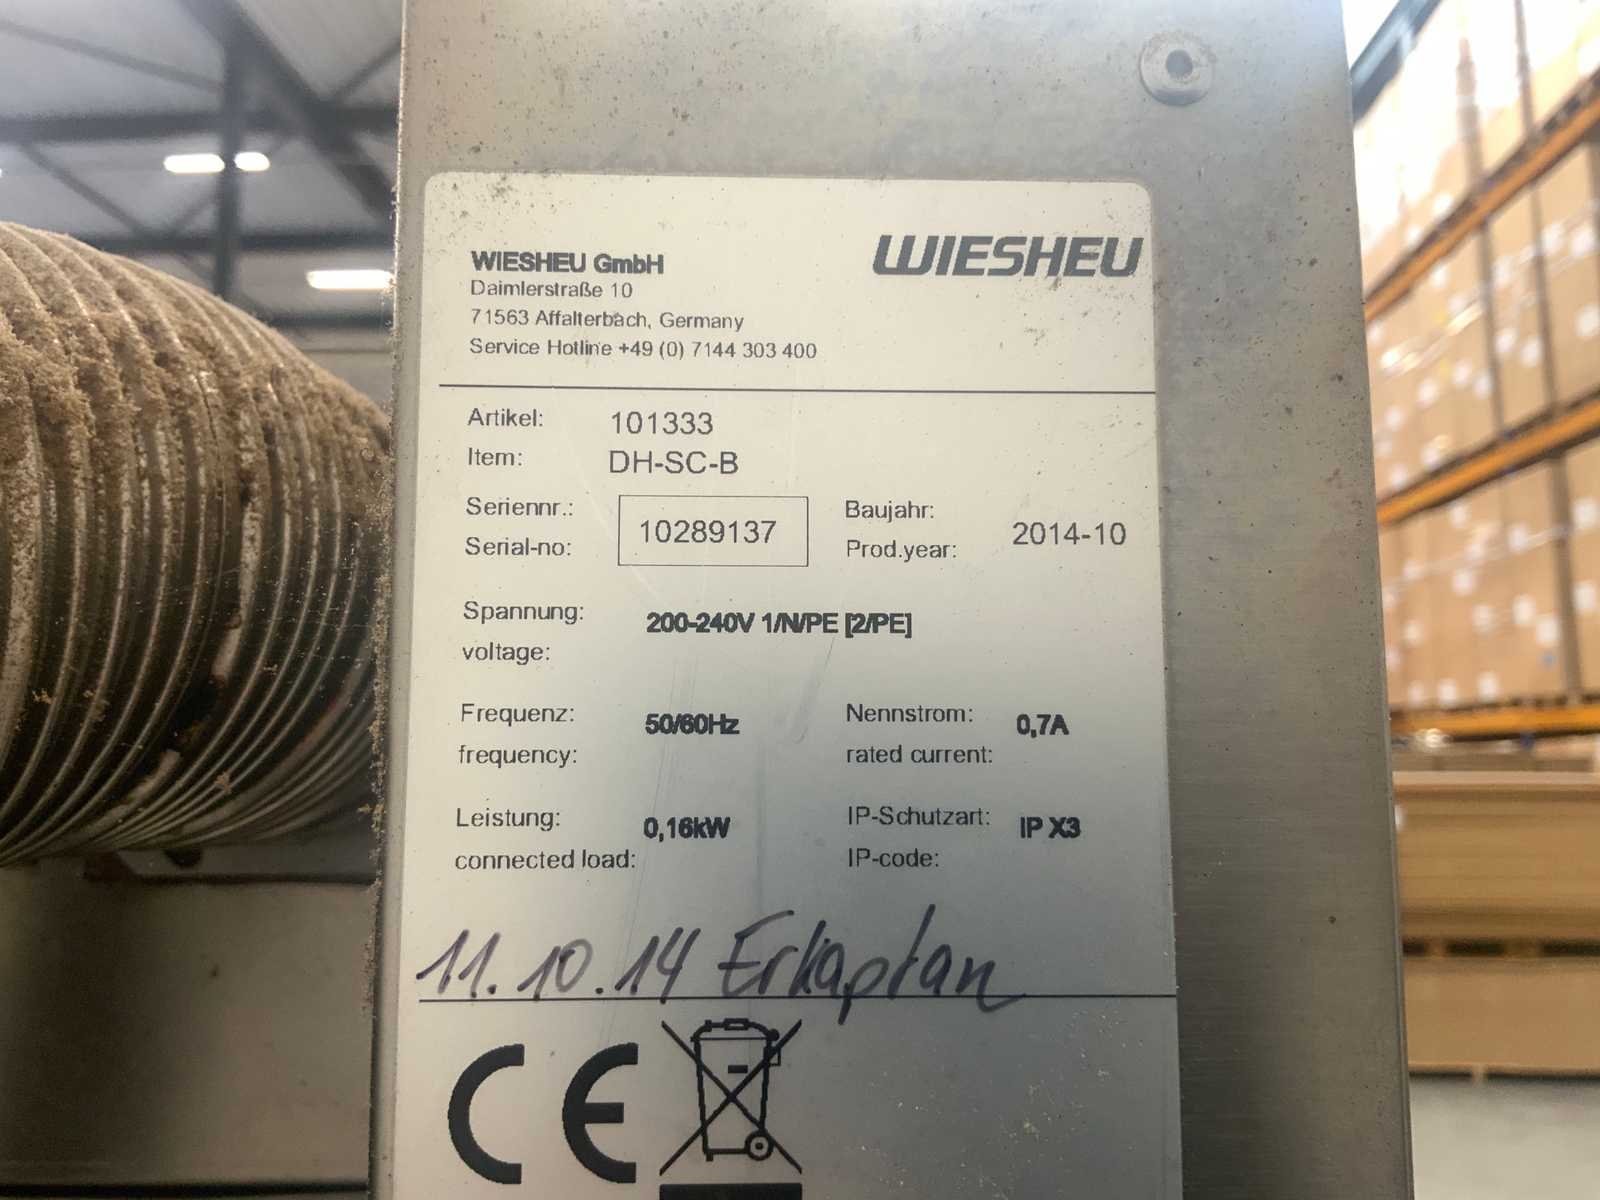 WIESHEU GmbH
WIESHEU
Daimlerstraße 10
71563 Affalterbach, Germany
Service Hotline +49 (0) 7144 303 400
Artikel: 101333
Item: DH-SC-B
Seriennr.:
Serial-no:
10289137
Baujahr:
Prod.year:
2014-10
Spannung:
voltage:
200-240V 1/N/PE [2/PE]
Frequenz:
frequency:
50/60Hz
Nennstrom:
rated current:
0,7A
Leistung:
connected load:
0,16kW
IP-Schutzart:
IP-code:
IP X3
11.10.14 Erkaplan
CE